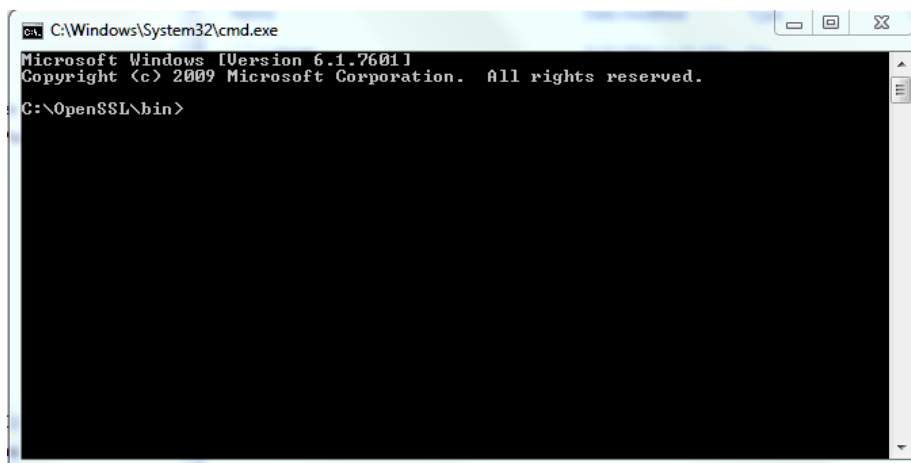 C:\Windows\System32\cmd.exe
Microsoft Windows [Version 6.1.7601]
Copyright (c) 2009 Microsoft Corporation.  All rights reserved.
C:\OpenSSL\bin>